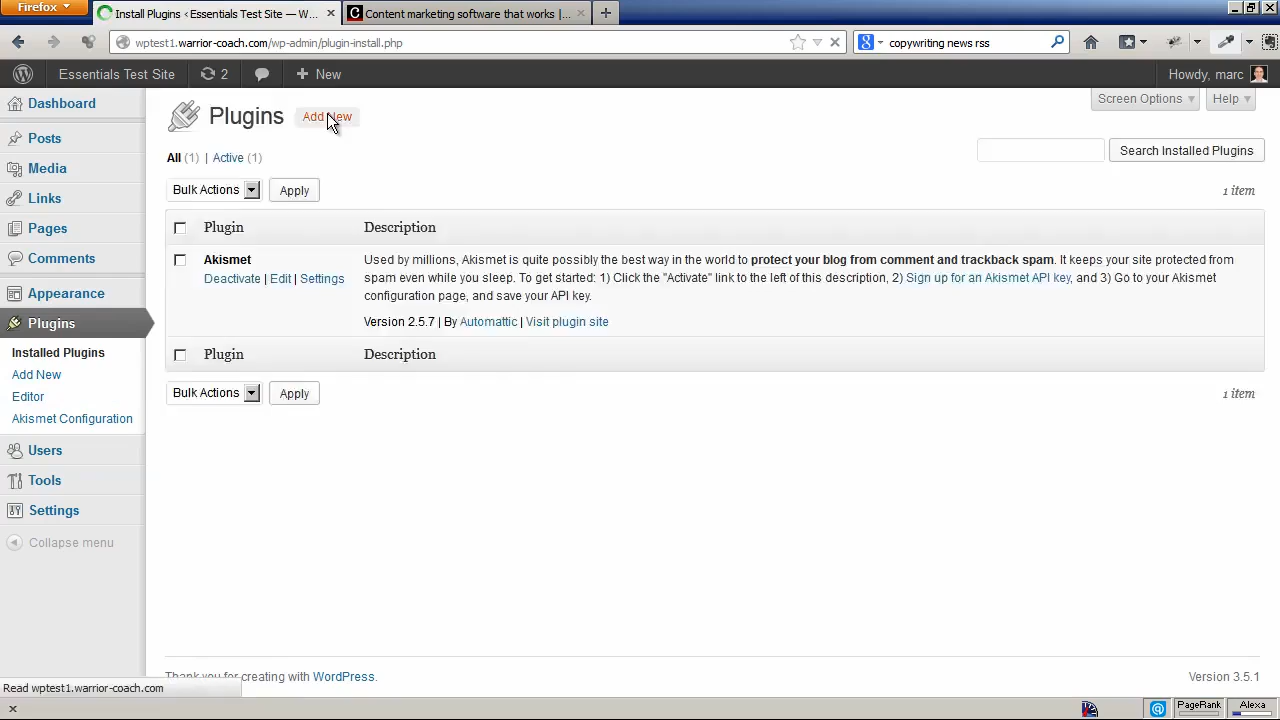 Firefox
Install Plugins ‹ Essentials Test Site — W...
Content marketing software that works |...
wptest1.warrior-coach.com/wp-admin/plugin-install.php
copywriting news rss
Essentials Test Site
2
New
Howdy, marc
Dashboard
Posts
Media
Links
Pages
Comments
Appearance
Plugins
Installed Plugins
Add New
Editor
Akismet Configuration
Users
Tools
Settings
Collapse menu
Screen Options
Help
Plugins
Add New
All (1) | Active (1)
Search Installed Plugins
Bulk Actions
Apply
1 item
Plugin
Description
Akismet
Deactivate | Edit | Settings
Used by millions, Akismet is quite possibly the best way in the world to protect your blog from comment and trackback spam. It keeps your site protected from
spam even while you sleep. To get started: 1) Click the "Activate" link to the left of this description, 2) Sign up for an Akismet API key, and 3) Go to your Akismet
configuration page, and save your API key.
Version 2.5.7 | By Automattic | Visit plugin site
Plugin
Description
Bulk Actions
Apply
1 item
Thank you for creating with WordPress.
Version 3.5.1
Read wptest1.warrior-coach.com
PageRank
Alexa